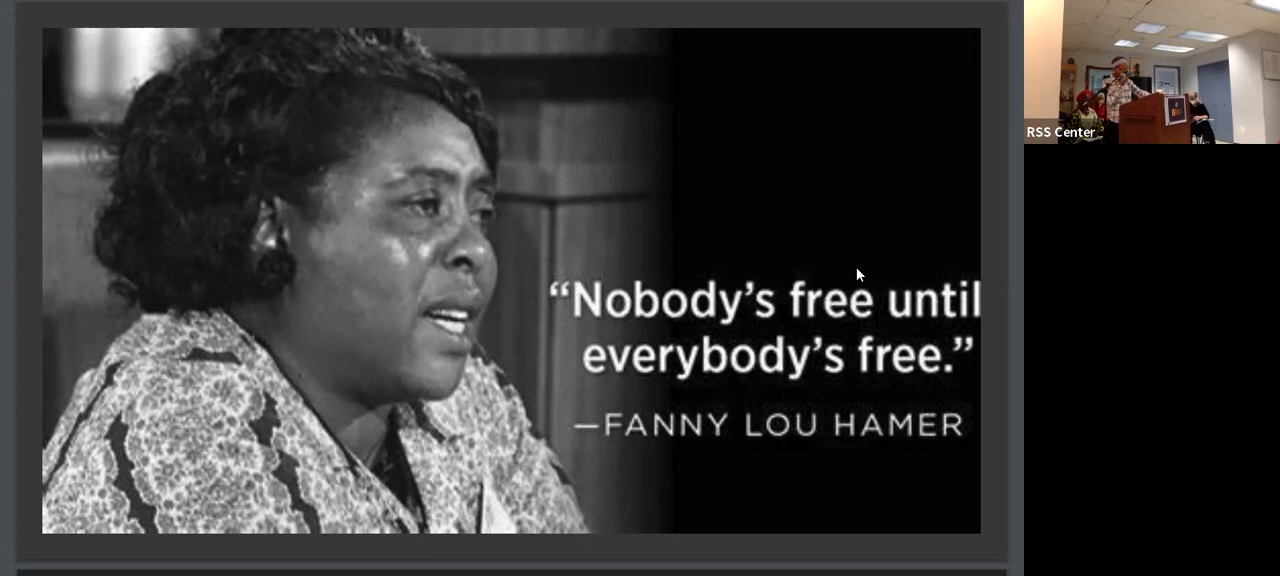 “Nobody’s free until
everybody’s free.”
—FANNY LOU HAMER
RSS Center